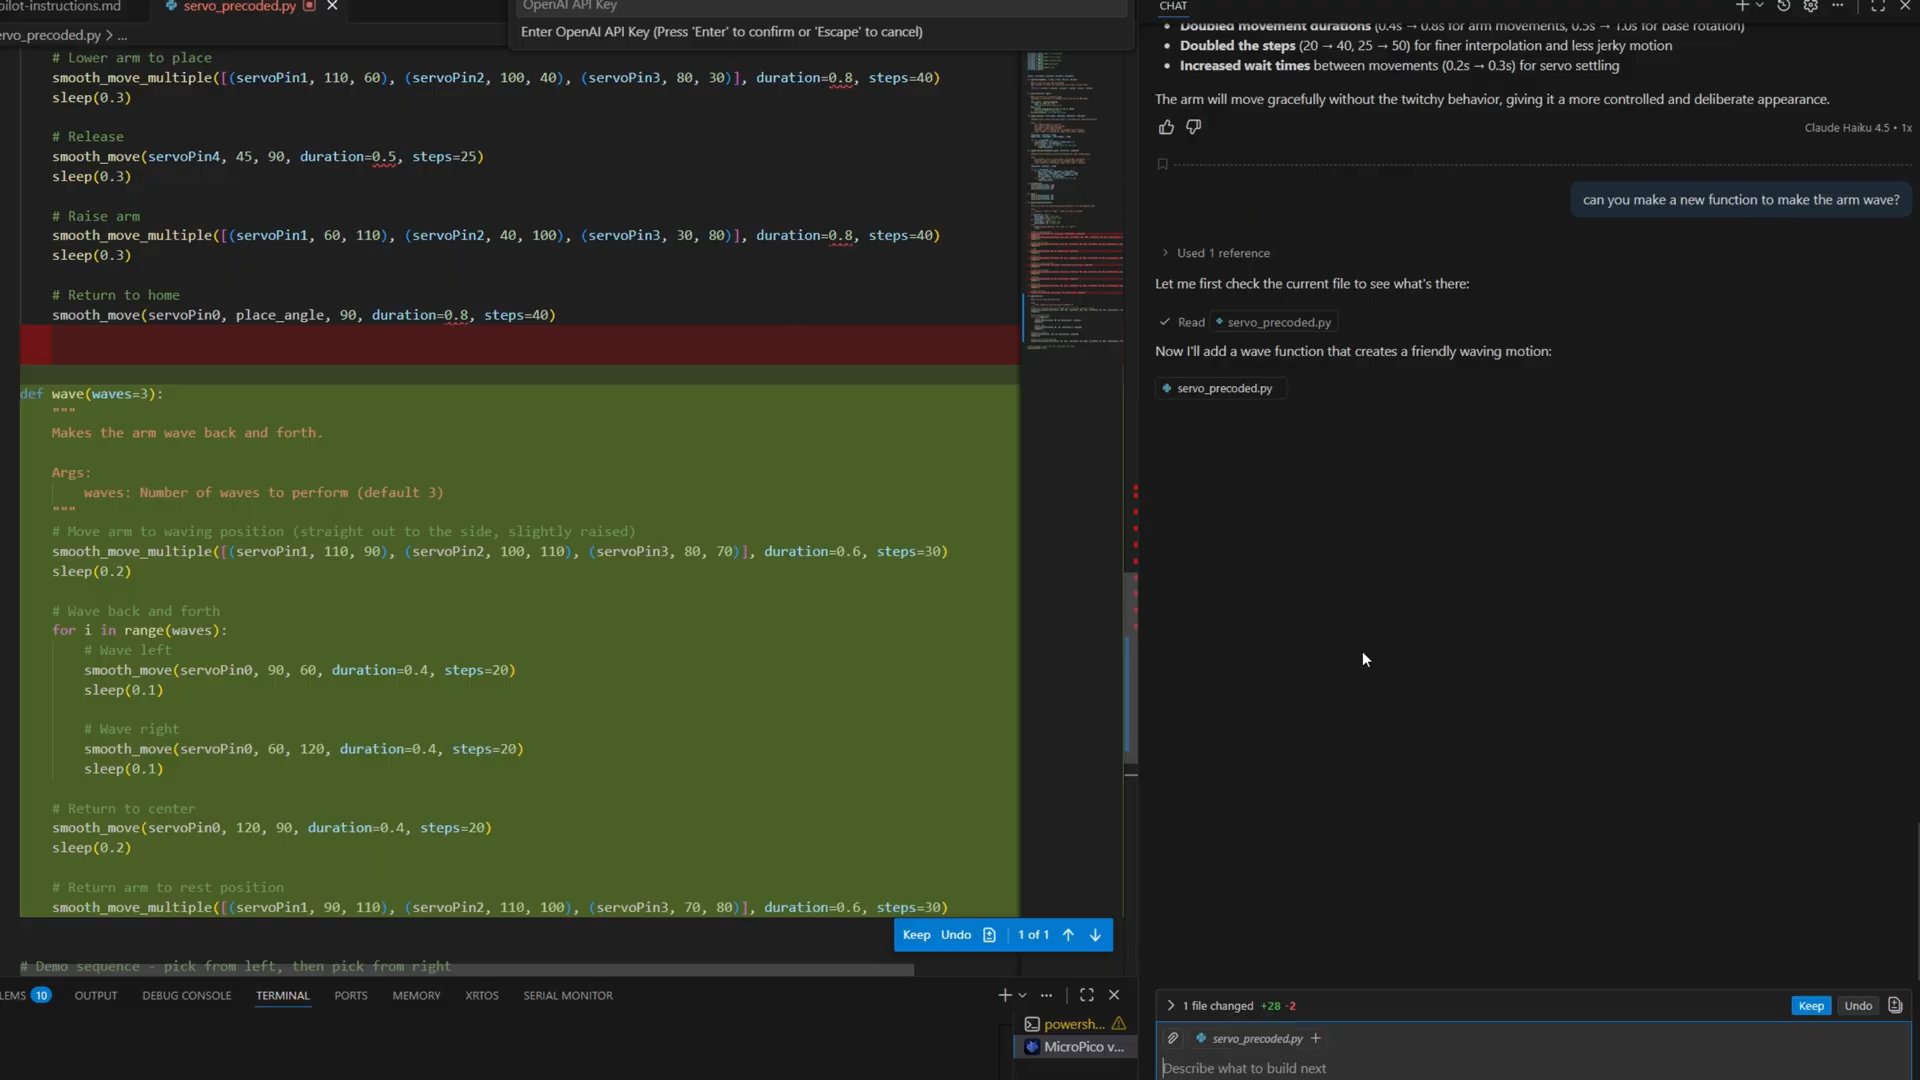 pilot-instructions.md
servo_precoded.py
OpenAI API Key
Enter OpenAI API Key (Press 'Enter' to confirm or 'Escape' to cancel)
ervo_precoded.py > ...
# Lower arm to place
smooth_move_multiple([(servoPin1, 110, 60), (servoPin2, 100, 40), (servoPin3, 80, 30)], duration=0.8, steps=40)
sleep(0.3)
# Release
smooth_move(servoPin4, 45, 90, duration=0.5, steps=25)
sleep(0.3)
# Raise arm
smooth_move_multiple([(servoPin1, 60, 110), (servoPin2, 40, 100), (servoPin3, 30, 80)], duration=0.8, steps=40)
sleep(0.3)
# Return to home
smooth_move(servoPin0, place_angle, 90, duration=0.8, steps=40)
def wave(waves=3):
"""
Makes the arm wave back and forth.
Args:
waves: Number of waves to perform (default 3)
"""
# Move arm to waving position (straight out to the side, slightly raised)
smooth_move_multiple([(servoPin1, 110, 90), (servoPin2, 100, 110), (servoPin3, 80, 70)], duration=0.6, steps=30)
sleep(0.2)
# Wave back and forth
for i in range(waves):
# Wave left
smooth_move(servoPin0, 90, 60, duration=0.4, steps=20)
sleep(0.1)
# Wave right
smooth_move(servoPin0, 60, 120, duration=0.4, steps=20)
sleep(0.1)
# Return to center
smooth_move(servoPin0, 120, 90, duration=0.4, steps=20)
sleep(0.2)
# Return arm to rest position
smooth_move_multiple([(servoPin1, 90, 110), (servoPin2, 110, 100), (servoPin3, 70, 80)], duration=0.6, steps=30)
Keep Undo 1 of 1
# Demo sequence - pick from left, then pick from right
LEMS 10 OUTPUT DEBUG CONSOLE TERMINAL PORTS MEMORY XRTOS SERIAL MONITOR
powersh...
MicroPico v...
CHAT
• Doubled movement durations (0.4s → 0.8s for arm movements, 0.5s → 1.0s for base rotation)
• Doubled the steps (20 → 40, 25 → 50) for finer interpolation and less jerky motion
• Increased wait times between movements (0.2s → 0.3s) for servo settling
The arm will move gracefully without the twitchy behavior, giving it a more controlled and deliberate appearance.
Claude Haiku 4.5 • 1x
can you make a new function to make the arm wave?
Used 1 reference
Let me first check the current file to see what's there:
Read servo_precoded.py
Now I'll add a wave function that creates a friendly waving motion:
servo_precoded.py
1 file changed +28 -2
Keep Undo
servo_precoded.py
Describe what to build next